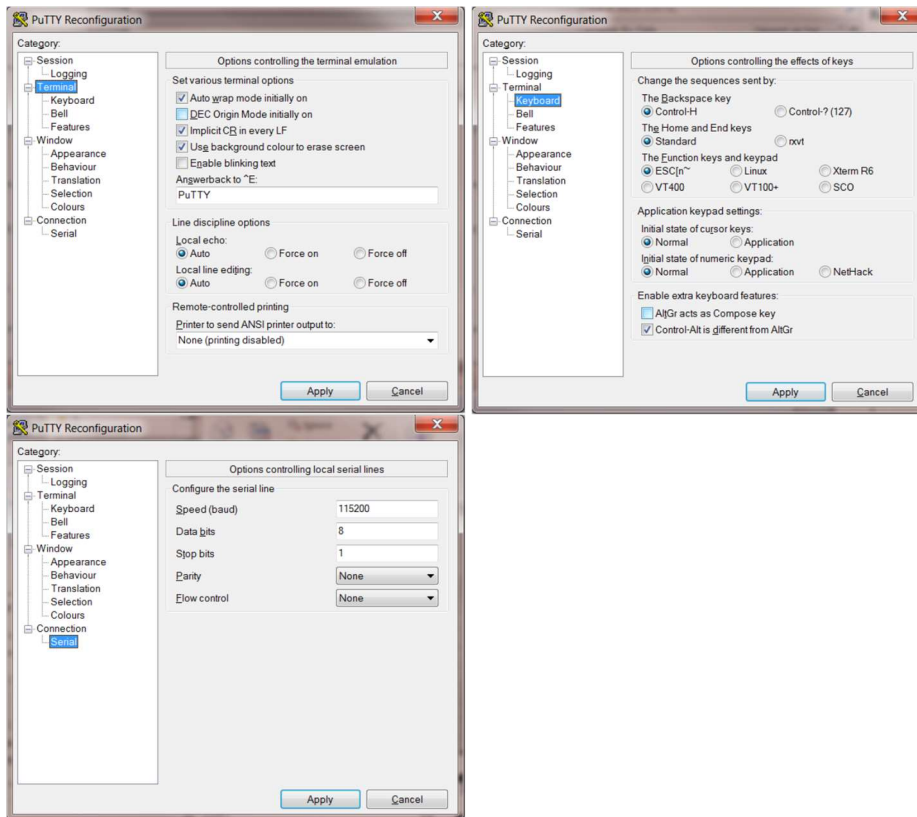 PuTTY Reconfiguration
X
Category:
Session
Logging
Terminal
Keyboard
Bell
Features
Window
Appearance
Behaviour
Translation
Selection
Colours
Connection
Serial
Options controlling the terminal emulation
Set various terminal options
Auto wrap mode initially on
DEC Origin Mode initially on
Implicit CR in every LF
Use background colour to erase screen
Enable blinking text
Answerback to ^E:
PuTTY
Line discipline options
Local echo:
Auto Force on Force off
Local line editing:
Auto Force on Force off
Remote-controlled printing
Printer to send ANSI printer output to:
None (printing disabled)
Apply Cancel
PuTTY Reconfiguration
X
Category:
Session
Logging
Terminal
Keyboard
Bell
Features
Window
Appearance
Behaviour
Translation
Selection
Colours
Connection
Serial
Options controlling the effects of keys
Change the sequences sent by:
The Backspace key
Control-H Control-? (127)
The Home and End keys
Standard rxvt
The Function keys and keypad
ESC[n~ Linux Xterm R6
VT400 VT100+ SCO
Application keypad settings:
Initial state of cursor keys:
Normal Application
Initial state of numeric keypad:
Normal Application NetHack
Enable extra keyboard features:
AltGr acts as Compose key
Control-Alt is different from AltGr
Apply Cancel
PuTTY Reconfiguration
X
Category:
Session
Logging
Terminal
Keyboard
Bell
Features
Window
Appearance
Behaviour
Translation
Selection
Colours
Connection
Serial
Options controlling local serial lines
Configure the serial line
Speed (baud) 115200
Data bits 8
Stop bits 1
Parity None
Flow control None
Apply Cancel